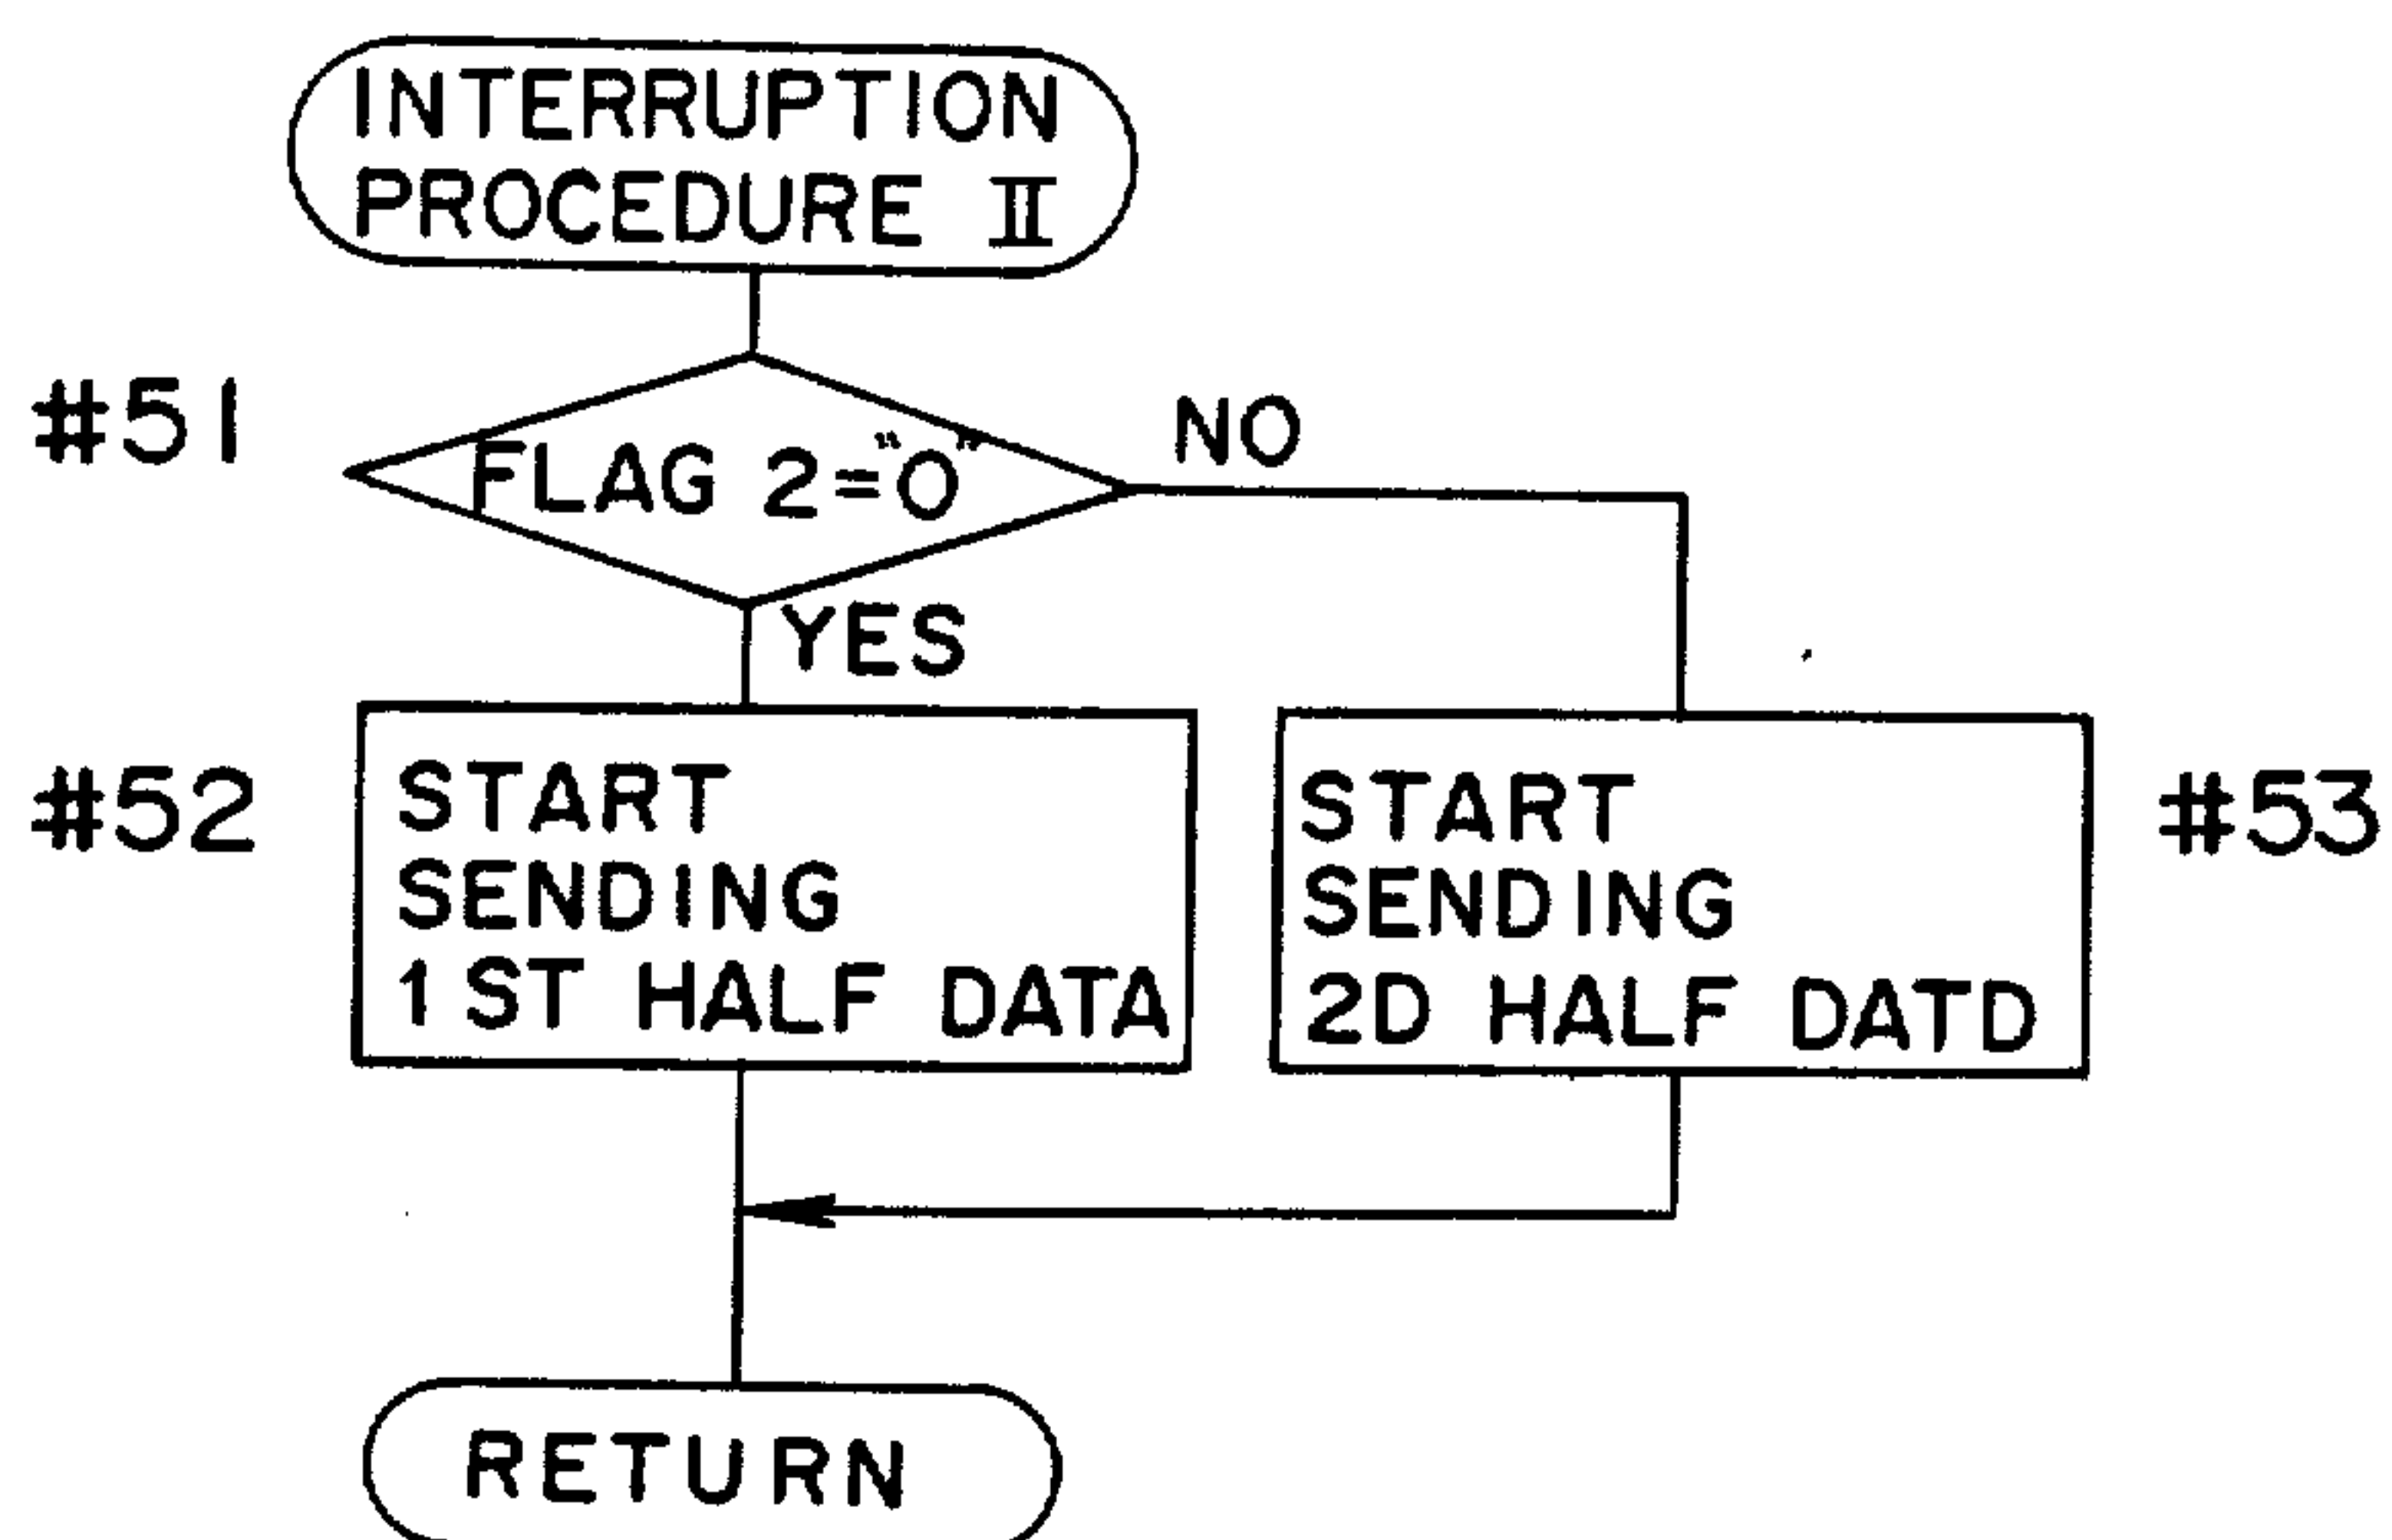 INTERRUPTION
PROCEDURE II
#51
FLAG 2="0"
NO
YES
#52
START
SENDING
1ST HALF DATA
START
SENDING
2D HALF DATD
#53
RETURN